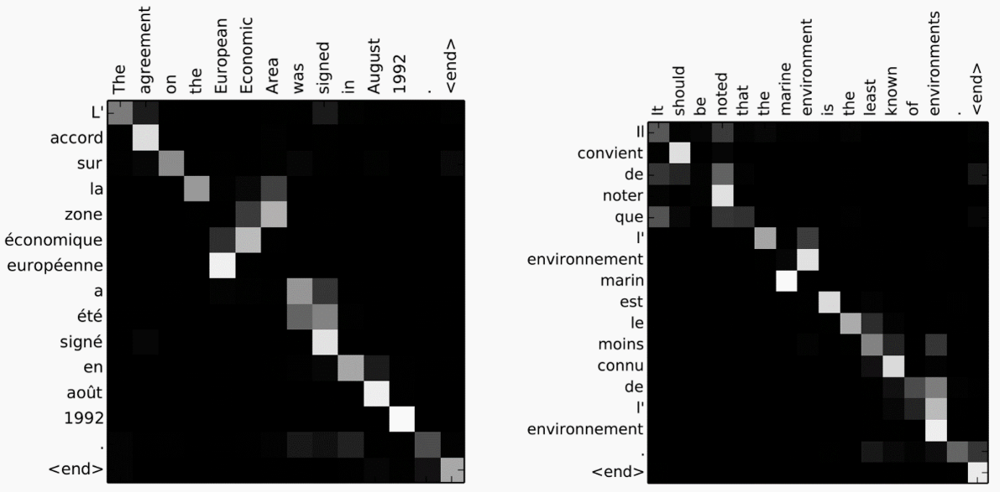 The agreement on the European Economic Area was signed in August 1992 . <end>
L'
accord
sur
la
zone
économique
européenne
a
été
signé
en
août
1992
.
<end>
It should be noted that the marine environment is the least known of environments . <end>
Il
convient
de
noter
que
l'
environnement
marin
est
le
moins
connu
de
l'
environnement
.
<end>